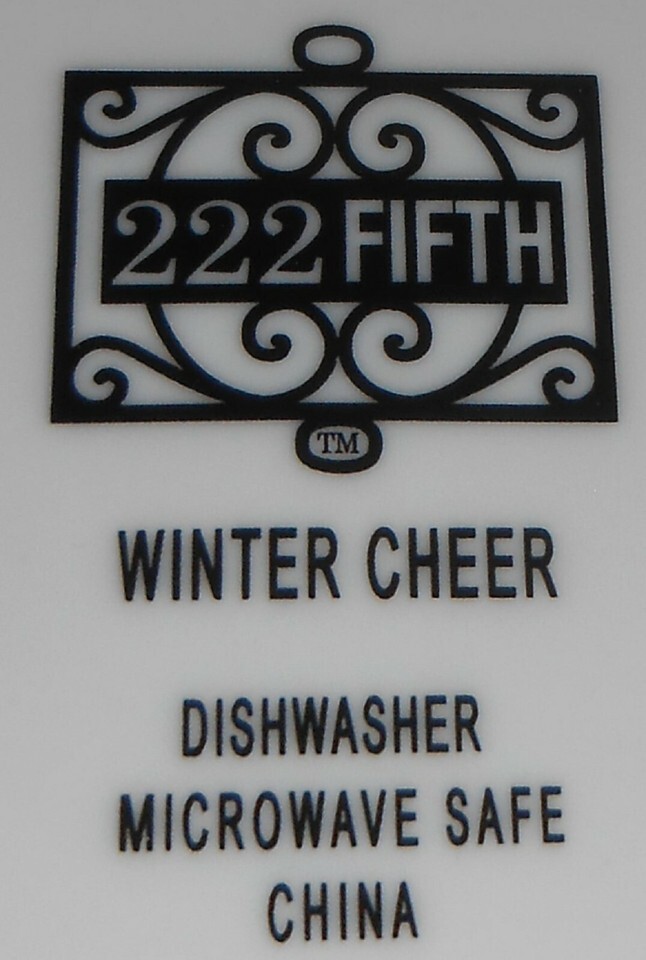 222 FIFTH
TM
WINTER CHEER
DISHWASHER
MICROWAVE SAFE
CHINA